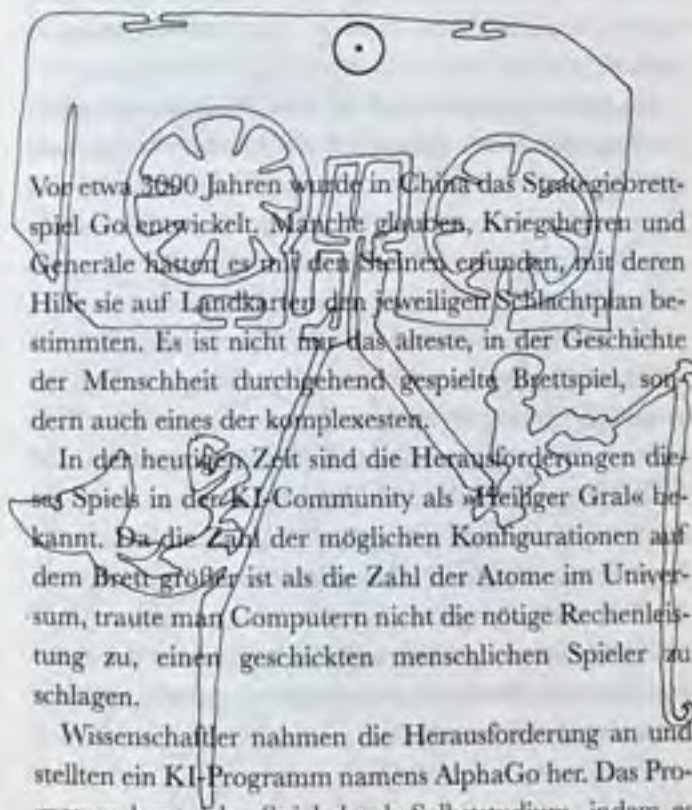 Vor etwa 3000 Jahren wurde in China das Strategiebrett-
spiel Go entwickelt. Manche glauben, Kriegsherren und
Generäle hätten es mit den Steinen erfunden, mit deren
Hilfe sie auf Landkarten den jeweiligen Schlachtplan be-
stimmten. Es ist nicht nur das älteste, in der Geschichte
der Menschheit durchgehend gespielte Brettspiel, son-
dern auch eines der komplexesten.
In der heutigen Zeit sind die Herausforderungen die-
ses Spiels in der KI-Community als »Heiliger Gral« be-
kannt. Da die Zahl der möglichen Konfigurationen auf
dem Brett größer ist als die Zahl der Atome im Univer-
sum, traute man Computern nicht die nötige Rechenleis-
tung zu, einen geschickten menschlichen Spieler zu
schlagen.
Wissenschaftler nahmen die Herausforderung an und
stellten ein KI-Programm namens AlphaGo her. Das Pro-